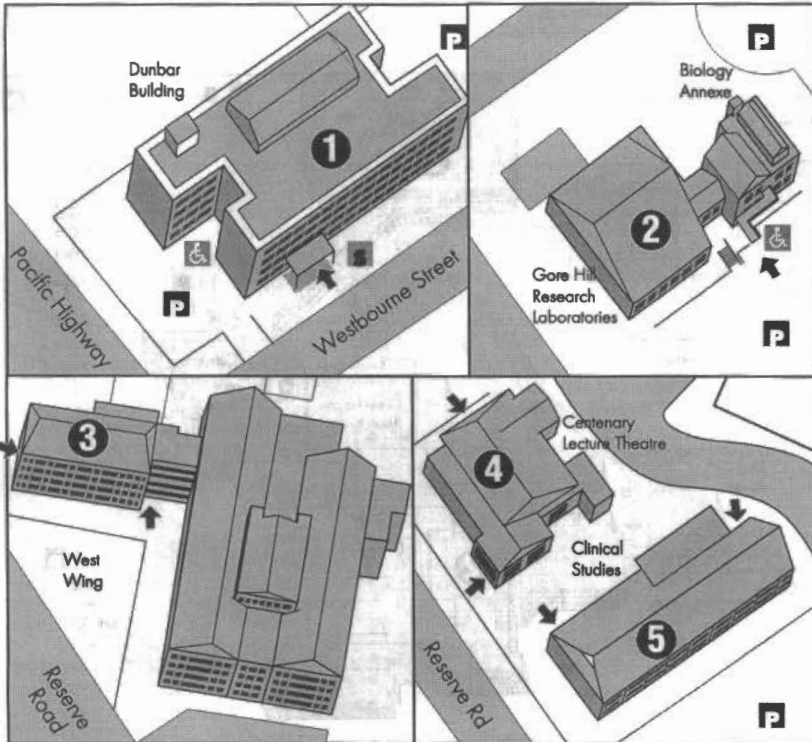 P
Dunbar
Building
1
S
Pacific Highway
P
Westbourne Street
P
Biology
Annexe
2
Gore Hill
Research
Laboratories
P
3
West
Wing
Reserve
Road
4
Centenary
Lecture Theatre
Clinical
Studies
5
Reserve Rd
P